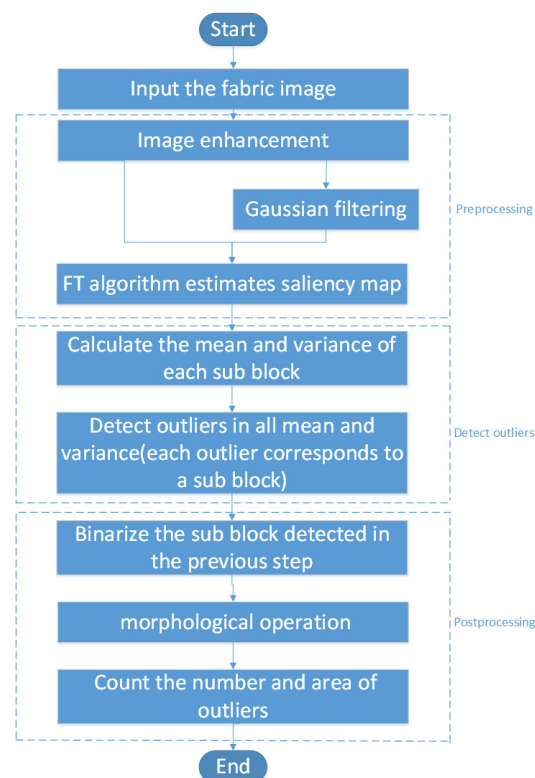 Start
Input the fabric image
Image enhancement
Gaussian filtering
Preprocessing
FT algorithm estimates saliency map
Calculate the mean and variance of
each sub block
Detect outliers in all mean and
variance(each outlier corresponds to
a sub block)
Detect outliers
Binarize the sub block detected in
the previous step
morphological operation
Postprocessing
Count the number and area of
outliers
End